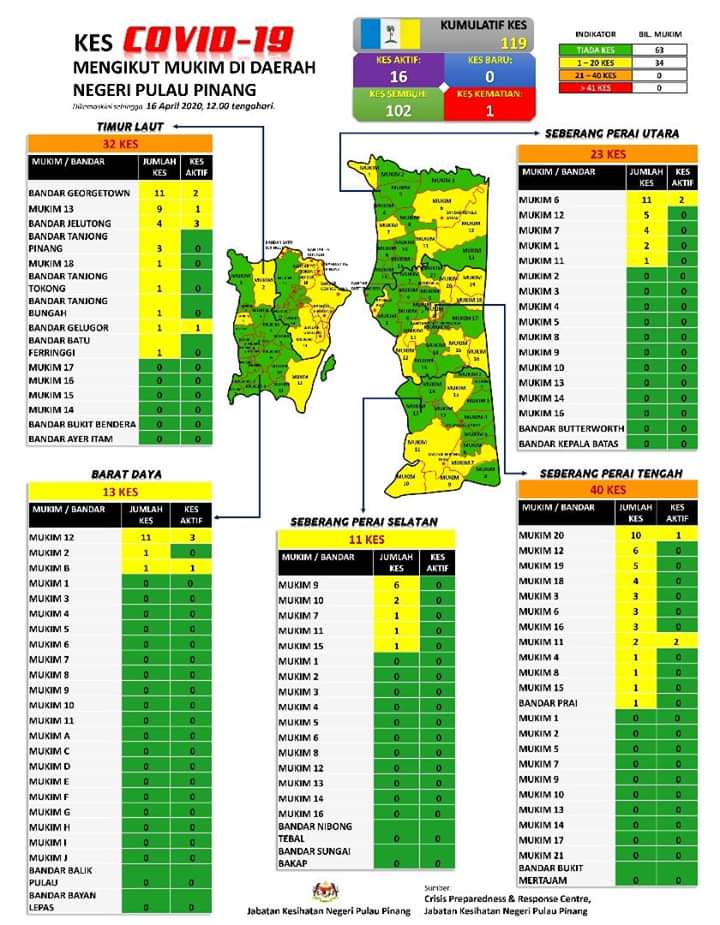 KES COVID-19
MENGIKUT MUKIM DI DAERAH
NEGERI PULAU PINANG
Dikemaskini sehingga 16 April 2020, 12.00 tengahari.
KUMULATIF KES
119
KES AKTIF:
16
KES BARU:
0
KES SEMBUH:
102
KES KEMATIAN:
1
INDIKATOR BIL. MUKIM
TIADA KES 63
1 – 20 KES 34
21 – 40 KES 0
> 41 KES 0
TIMUR LAUT
32 KES
MUKIM / BANDAR JUMLAH KES KES AKTIF
BANDAR GEORGETOWN 11 2
MUKIM 13 9 1
BANDAR JELUTONG 4 3
BANDAR TANJONG
PINANG 3 0
MUKIM 18 1 0
BANDAR TANJONG
TOKONG 1 0
BANDAR TANJONG
BUNGAH 1 0
BANDAR GELUGOR 1 1
BANDAR BATU
FERRINGGI 1 0
MUKIM 17 0 0
MUKIM 16 0 0
MUKIM 15 0 0
MUKIM 14 0 0
BANDAR BUKIT BENDERA 0 0
BANDAR AYER ITAM 0 0
SEBERANG PERAI UTARA
23 KES
MUKIM / BANDAR JUMLAH KES KES AKTIF
MUKIM 6 11 2
MUKIM 12 5 0
MUKIM 7 4 0
MUKIM 1 2 0
MUKIM 11 1 0
MUKIM 2 0 0
MUKIM 3 0 0
MUKIM 4 0 0
MUKIM 5 0 0
MUKIM 8 0 0
MUKIM 9 0 0
MUKIM 10 0 0
MUKIM 13 0 0
MUKIM 14 0 0
MUKIM 16 0 0
BANDAR BUTTERWORTH 0 0
BANDAR KEPALA BATAS 0 0
BARAT DAYA
13 KES
MUKIM / BANDAR JUMLAH KES KES AKTIF
MUKIM 12 11 3
MUKIM 2 1 0
MUKIM B 1 1
MUKIM 1 0 0
MUKIM 3 0 0
MUKIM 4 0 0
MUKIM 5 0 0
MUKIM 6 0 0
MUKIM 7 0 0
MUKIM 8 0 0
MUKIM 9 0 0
MUKIM 10 0 0
MUKIM 11 0 0
MUKIM A 0 0
MUKIM C 0 0
MUKIM D 0 0
MUKIM E 0 0
MUKIM F 0 0
MUKIM G 0 0
MUKIM H 0 0
MUKIM I 0 0
MUKIM J 0 0
BANDAR BALIK
PULAU 0 0
BANDAR BAYAN
LEPAS 0 0
SEBERANG PERAI SELATAN
11 KES
MUKIM / BANDAR JUMLAH KES KES AKTIF
MUKIM 9 6 0
MUKIM 10 2 0
MUKIM 7 1 0
MUKIM 11 1 0
MUKIM 15 1 0
MUKIM 1 0 0
MUKIM 2 0 0
MUKIM 3 0 0
MUKIM 4 0 0
MUKIM 5 0 0
MUKIM 6 0 0
MUKIM 8 0 0
MUKIM 12 0 0
MUKIM 13 0 0
MUKIM 14 0 0
MUKIM 16 0 0
BANDAR NIBONG
TEBAL 0 0
BANDAR SUNGAI
BAKAP 0 0
SEBERANG PERAI TENGAH
40 KES
MUKIM / BANDAR JUMLAH KES KES AKTIF
MUKIM 20 10 1
MUKIM 12 6 0
MUKIM 19 5 0
MUKIM 18 4 0
MUKIM 3 3 0
MUKIM 6 3 0
MUKIM 16 3 0
MUKIM 11 2 2
MUKIM 4 1 0
MUKIM 8 1 0
MUKIM 15 1 0
BANDAR PRAI 1 0
MUKIM 1 0 0
MUKIM 2 0 0
MUKIM 5 0 0
MUKIM 7 0 0
MUKIM 9 0 0
MUKIM 10 0 0
MUKIM 13 0 0
MUKIM 14 0 0
MUKIM 17 0 0
MUKIM 21 0 0
BANDAR BUKIT
MERTAJAM 0 0
Jabatan Kesihatan Negeri Pulau Pinang
Sumber:
Crisis Preparedness & Response Centre,
Jabatan Kesihatan Negeri Pulau Pinang